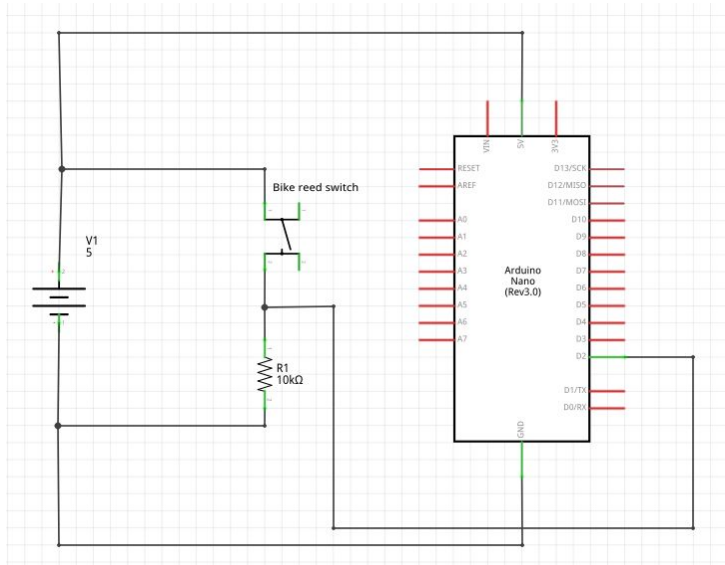 VIN
5V
3V3
RESET
D13/SCK
AREF
D12/MISO
D11/MOSI
Bike reed switch
A0
D10
A1
D9
V1
5
A2
D8
A3
D7
Arduino
Nano
(Rev3.0)
A4
D6
A5
D5
A6
D4
A7
D3
D2
R1
10kΩ
D1/TX
D0/RX
GND